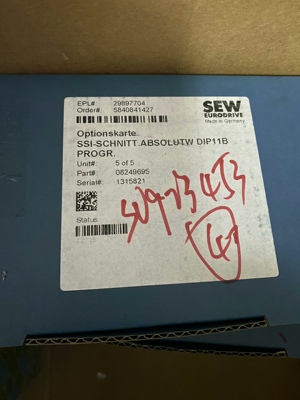 EPL#: 29897704
Order#: 5840841427
SEW
EURODRIVE
Made in Germany
Optionskarte
SSI-SCHNITT.ABSOLUTW DIP11B
PROGR.
Unit#: 5 of 5
Part#: 08249695
Serial#: 1315821
Status